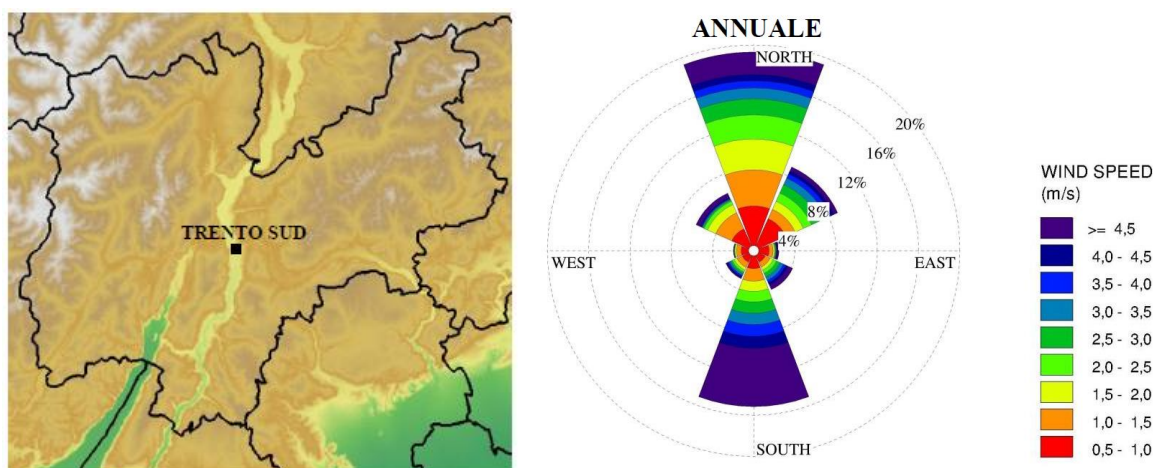 TRENTO SUD
ANNUALE
NORTH
20%
16%
12%
8%
4%
WEST
EAST
SOUTH
WIND SPEED
(m/s)
>= 4,5
4,0 - 4,5
3,5 - 4,0
3,0 - 3,5
2,5 - 3,0
2,0 - 2,5
1,5 - 2,0
1,0 - 1,5
0,5 - 1,0